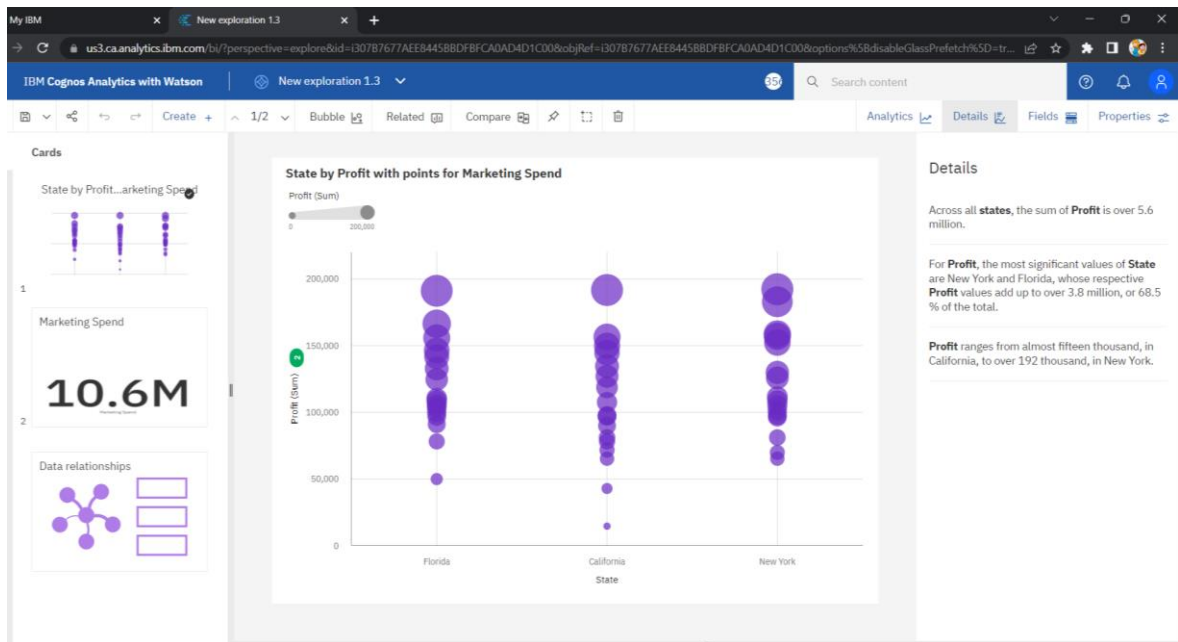 My IBM
New exploration 1.3
us3.ca.analytics.ibm.com/bi/?perspective=explore&id=i307B7677AEE8445BBDFBFCA0AD4D1C00&objRef=i307B7677AEE8445BBDFBFCA0AD4D1C00&options%5BdisableGlassPrefetch%5D=tr...
IBM Cognos Analytics with Watson
New exploration 1.3
Search content
Create +
1/2
Bubble
Related
Compare
Analytics
Details
Fields
Properties
Cards
State by Profit...arketing Spend
1
Marketing Spend
10.6M
Marketing Spend
2
Data relationships
State by Profit with points for Marketing Spend
Profit (Sum)
0 200,000
200,000
150,000
100,000
50,000
0
Profit (Sum)
2
Florida California New York
State
Details
Across all states, the sum of Profit is over 5.6
million.
For Profit, the most significant values of State
are New York and Florida, whose respective
Profit values add up to over 3.8 million, or 68.5
% of the total.
Profit ranges from almost fifteen thousand, in
California, to over 192 thousand, in New York.